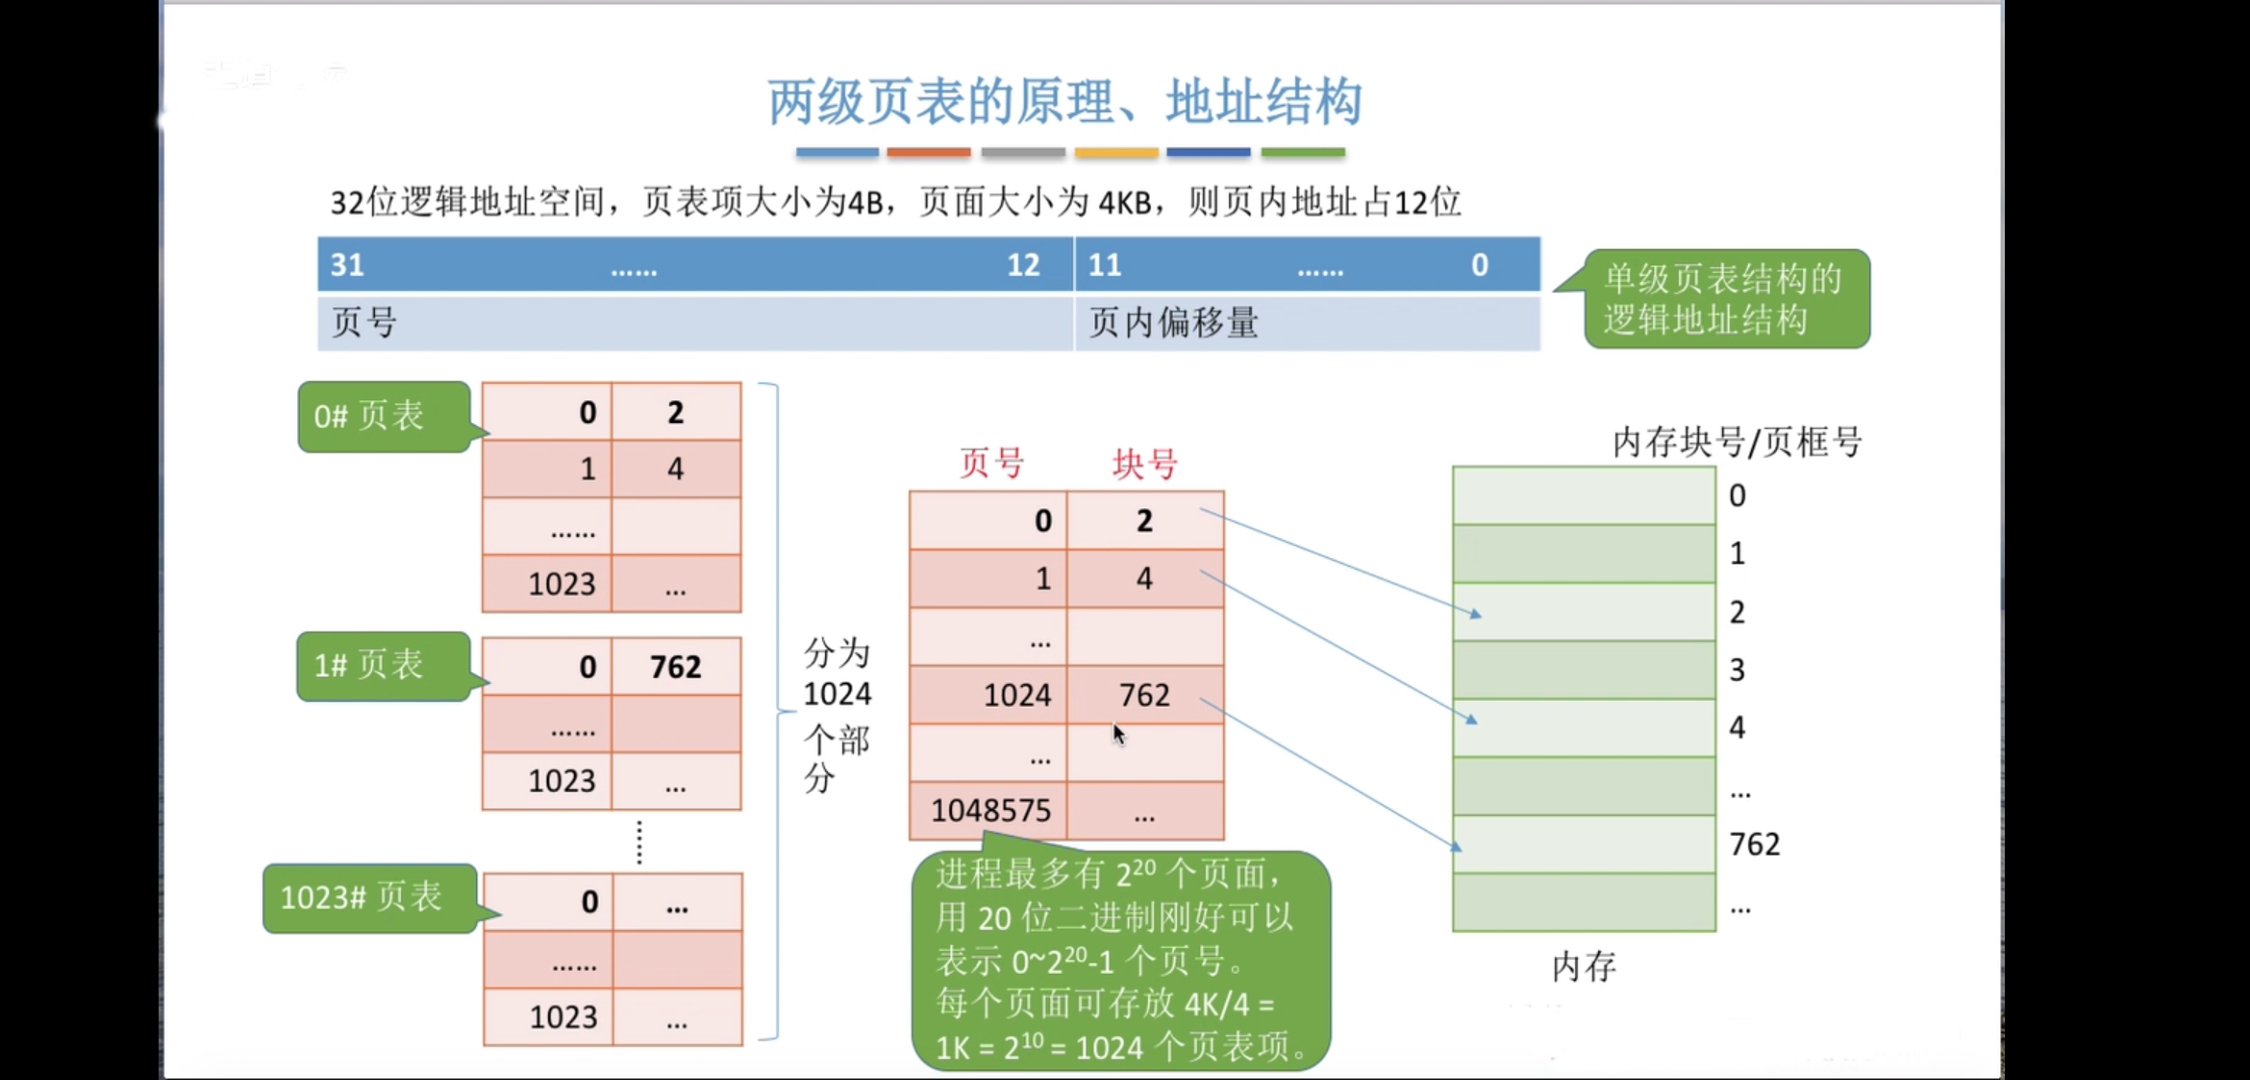 两级页表的原理、地址结构
32位逻辑地址空间，页表项大小为4B，页面大小为 4KB，则页内地址占12位
31 …… 12 11 …… 0
页号 页内偏移量
单级页表结构的
逻辑地址结构
0# 页表
0 2
1 4
……
1023 ...
1# 页表
0 762
……
1023 ...
1023# 页表
0 ...
……
1023 ...
分为
1024
个部
分
页号 块号
0 2
1 4
...
1024 762
...
1048575 ...
进程最多有 2²⁰ 个页面，
用 20 位二进制刚好可以
表示 0~2²⁰-1 个页号。
每个页面可存放 4K/4 =
1K = 2¹⁰ = 1024 个页表项。
内存块号/页框号
0
1
2
3
4
...
762
...
内存